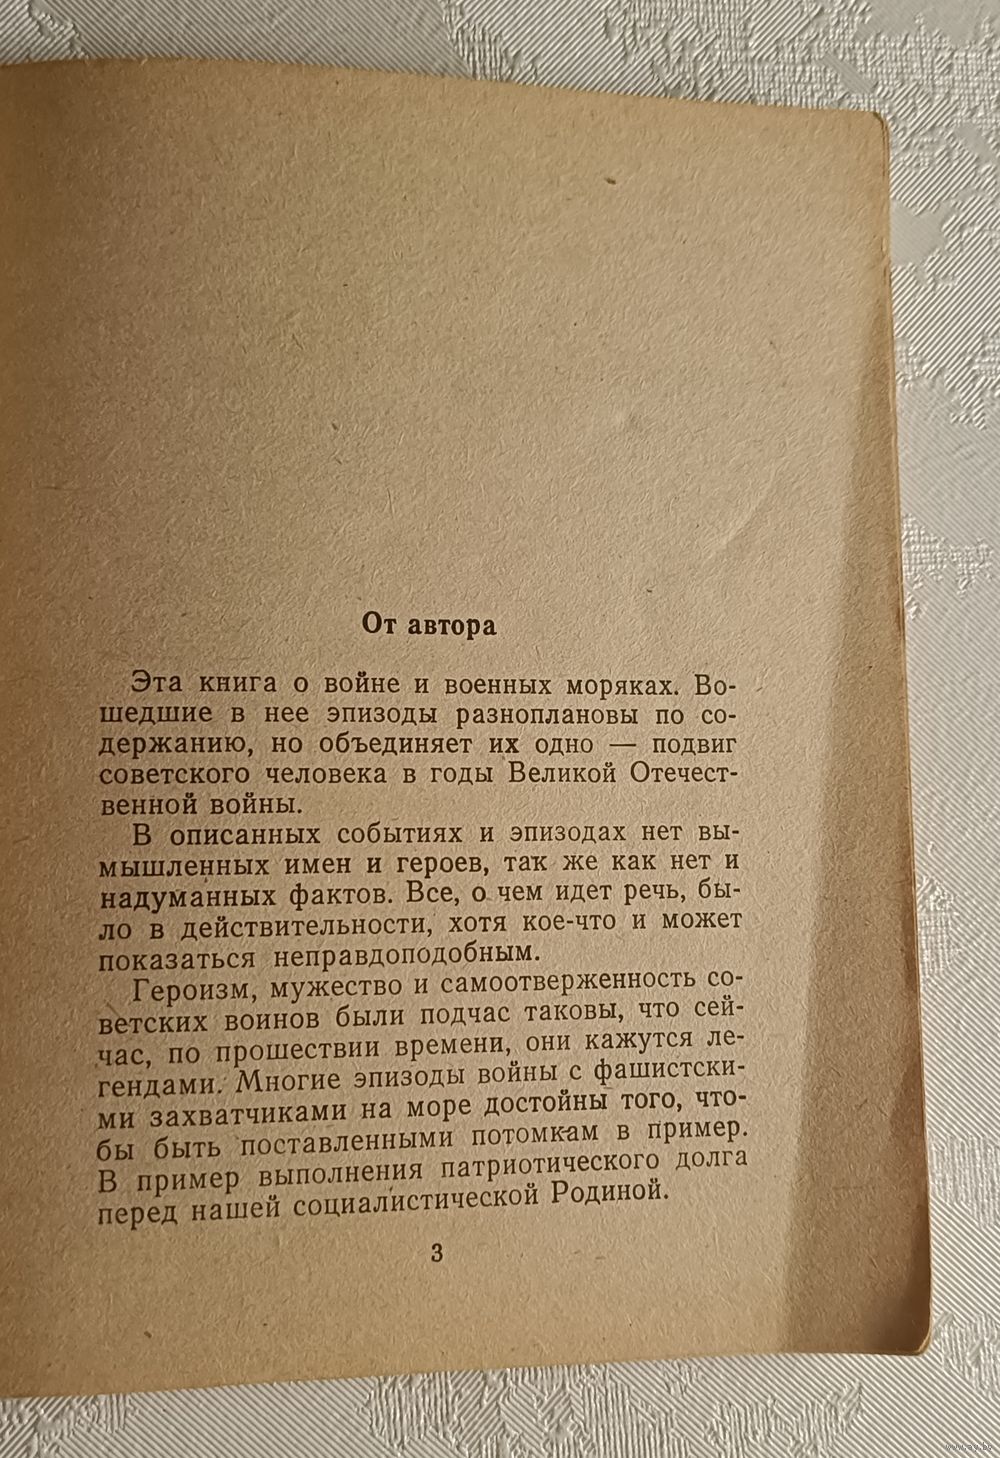 От автора
Эта книга о войне и военных моряках. Во-
шедшие в нее эпизоды разноплановы по со-
держанию, но объединяет их одно — подвиг
советского человека в годы Великой Отечест-
венной войны.
В описанных событиях и эпизодах нет вы-
мышленных имен и героев, так же как нет и
надуманных фактов. Все, о чем идет речь, бы-
ло в действительности, хотя кое-что и может
показаться неправдоподобным.
Героизм, мужество и самоотверженность со-
ветских воинов были подчас таковы, что сей-
час, по прошествии времени, они кажутся ле-
гендами. Многие эпизоды войны с фашистски-
ми захватчиками на море достойны того, что-
бы быть поставленными потомкам в пример.
В пример выполнения патриотического долга
перед нашей социалистической Родиной.
3
www.ay.by